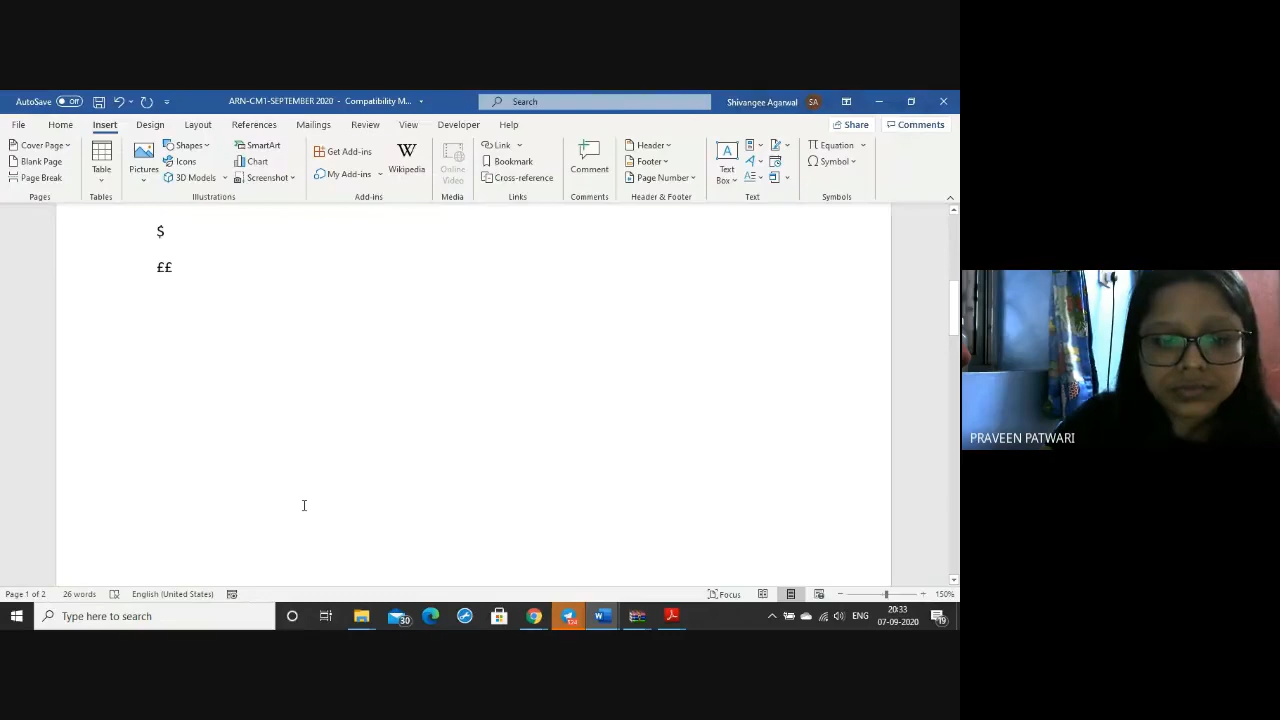 AutoSave Off ARN-CMT-SEPTEMBER 2020 - Compatibility M... Search Shivangee Agarwal SA
File Home Insert Design Layout References Mailings Review View Developer Help Share Comments
Cover Page
Blank Page
Page Break
Pages
Table
Tables
Pictures
Shapes
Icons
3D Models
SmartArt
Chart
Screenshot
Illustrations
Get Add-ins
My Add-ins
W
Wikipedia
Add-ins
Online
Video
Media
Link
Bookmark
Cross-reference
Links
Comment
Comments
Header
Footer
Page Number
Header & Footer
Text
Box
Text
Equation
Symbol
Symbols
$
££
PRAVEEN PATWARI
Page 1 of 2 26 words English (United States) Focus 150%
Type here to search 30 124 ENG 20:33 07-09-2020 19